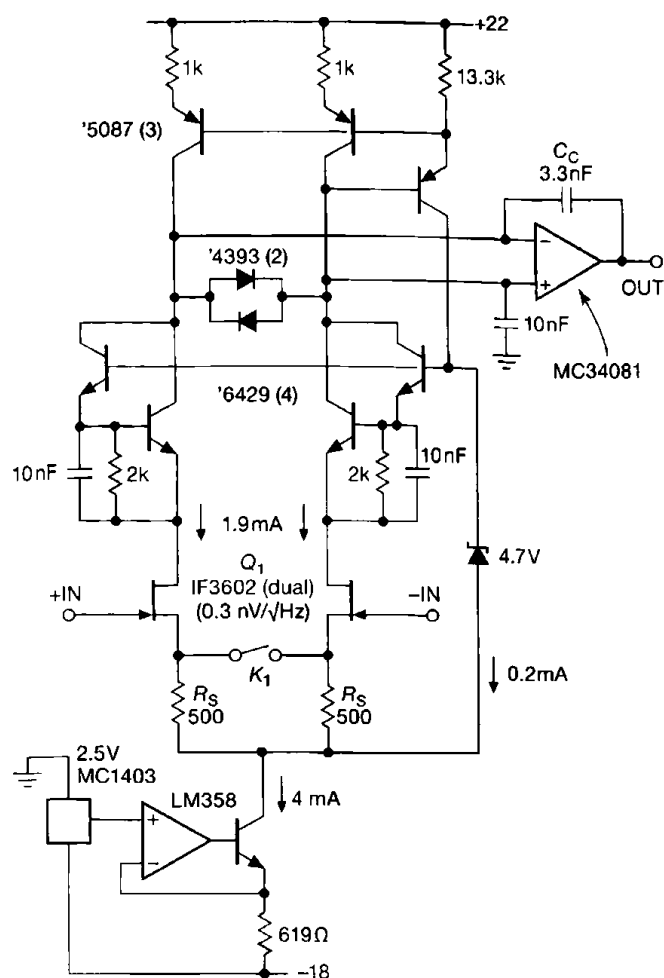 +22
1k
1k
13.3k
'5087 (3)
C_C
3.3nF
'4393 (2)
−
+
OUT
10nF
MC34081
'6429 (4)
10nF
2k
2k
10nF
1.9mA
4.7V
Q₁
IF3602 (dual)
(0.3 nV/√Hz)
+IN
−IN
K₁
0.2mA
R_S
500
R_S
500
2.5V
MC1403
LM358
4 mA
+
−
619Ω
−18